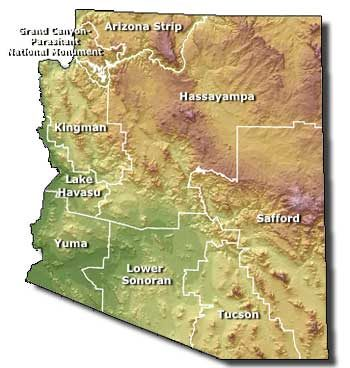 Grand Canyon-
Parashant
National Monument
Arizona Strip
Hassayampa
Kingman
Lake
Havasu
Safford
Yuma
Lower
Sonoran
Tucson